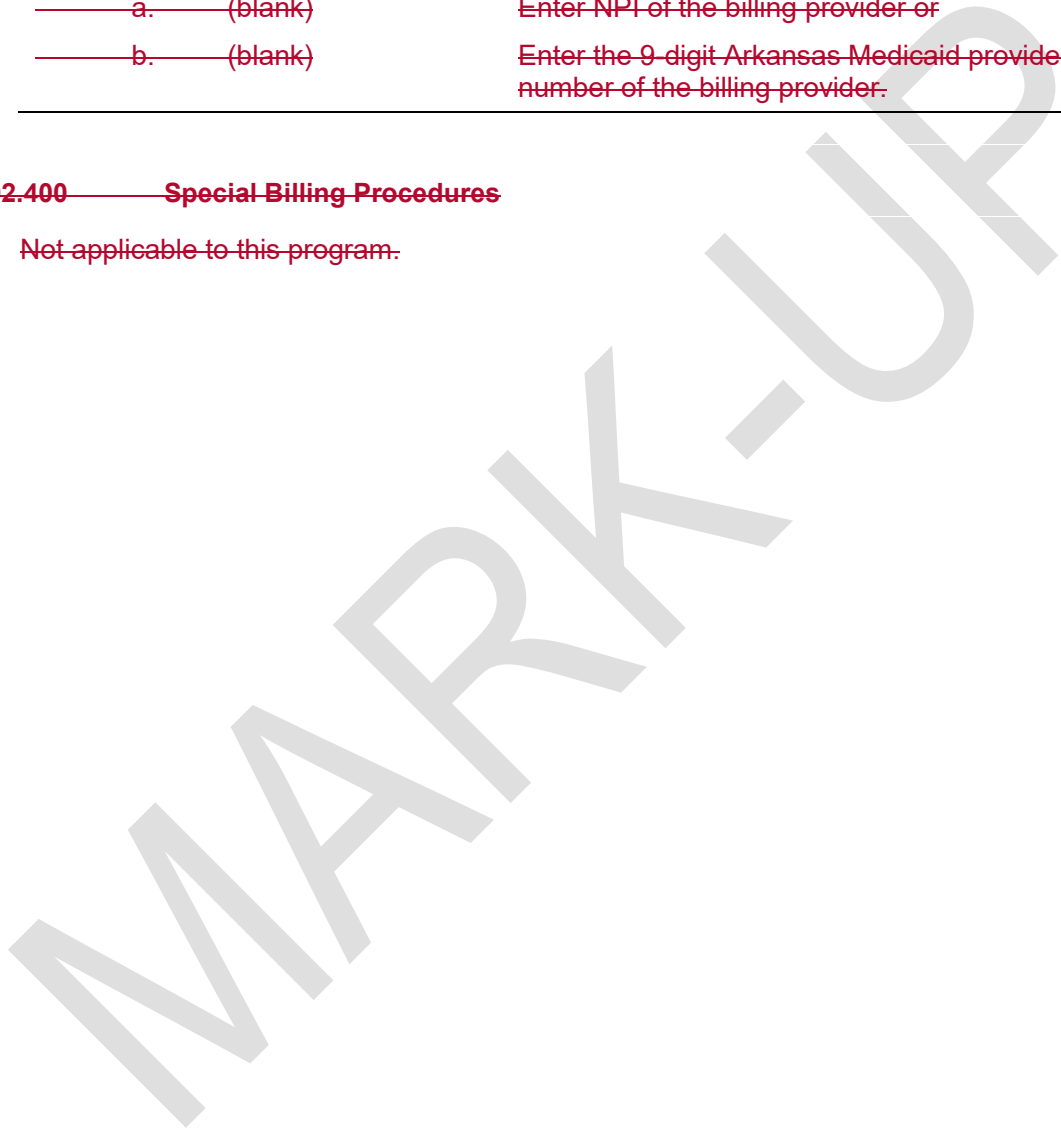 a. (blank) Enter NPI of the billing provider or
b. (blank) Enter the 9-digit Arkansas Medicaid provide
number of the billing provider.
2.400 Special Billing Procedures
Not applicable to this program.
MARK-UP